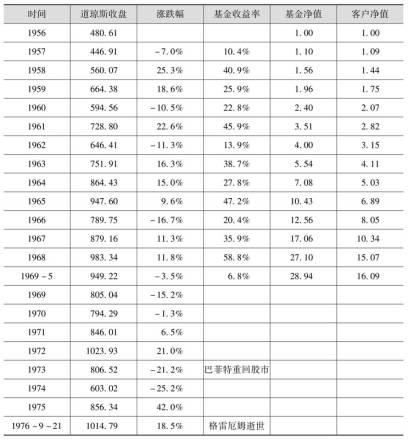 时间 道琼斯收盘 涨跌幅 基金收益率 基金净值 客户净值
1956 480.61 1.00 1.00
1957 446.91 -7.0% 10.4% 1.10 1.09
1958 560.07 25.3% 40.9% 1.56 1.44
1959 664.38 18.6% 25.9% 1.96 1.75
1960 594.56 -10.5% 22.8% 2.40 2.07
1961 728.80 22.6% 45.9% 3.51 2.82
1962 646.41 -11.3% 13.9% 4.00 3.15
1963 751.91 16.3% 38.7% 5.54 4.11
1964 864.43 15.0% 27.8% 7.08 5.03
1965 947.60 9.6% 47.2% 10.43 6.89
1966 789.75 -16.7% 20.4% 12.56 8.05
1967 879.16 11.3% 35.9% 17.06 10.34
1968 983.34 11.8% 58.8% 27.10 15.07
1969-5 949.22 -3.5% 6.8% 28.94 16.09
1969 805.04 -15.2%
1970 794.29 -1.3%
1971 846.01 6.5%
1972 1023.93 21.0%
1973 806.52 -21.2% 巴菲特重回股市
1974 603.02 -25.2%
1975 856.34 42.0%
1976-9-21 1014.79 18.5% 格雷厄姆逝世